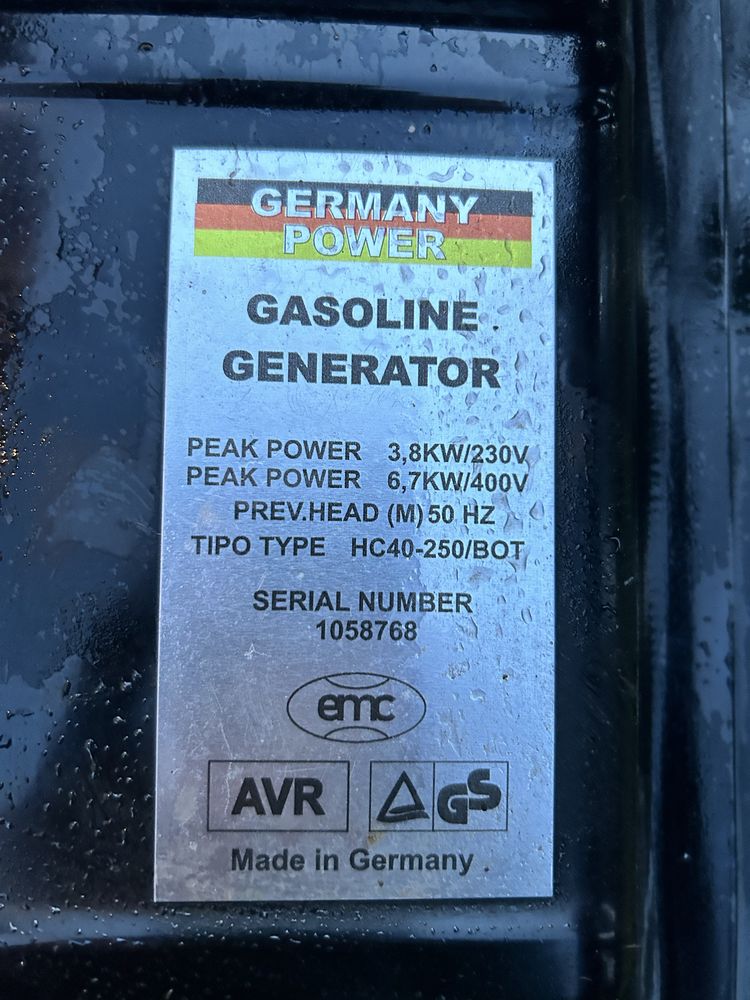 GERMANY
POWER
GASOLINE
GENERATOR
PEAK POWER 3,8KW/230V
PEAK POWER 6,7KW/400V
PREV.HEAD (M) 50 HZ
TIPO TYPE HC40-250/BOT
SERIAL NUMBER
1058768
emc
AVR GS
Made in Germany